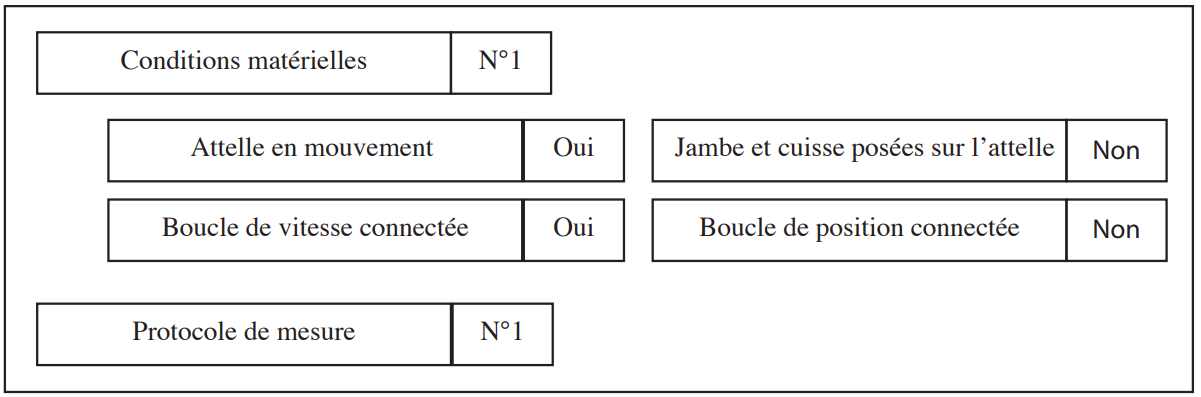 Conditions matérielles N°1
Attelle en mouvement Oui Jambe et cuisse posées sur l’attelle Non
Boucle de vitesse connectée Oui Boucle de position connectée Non
Protocole de mesure N°1